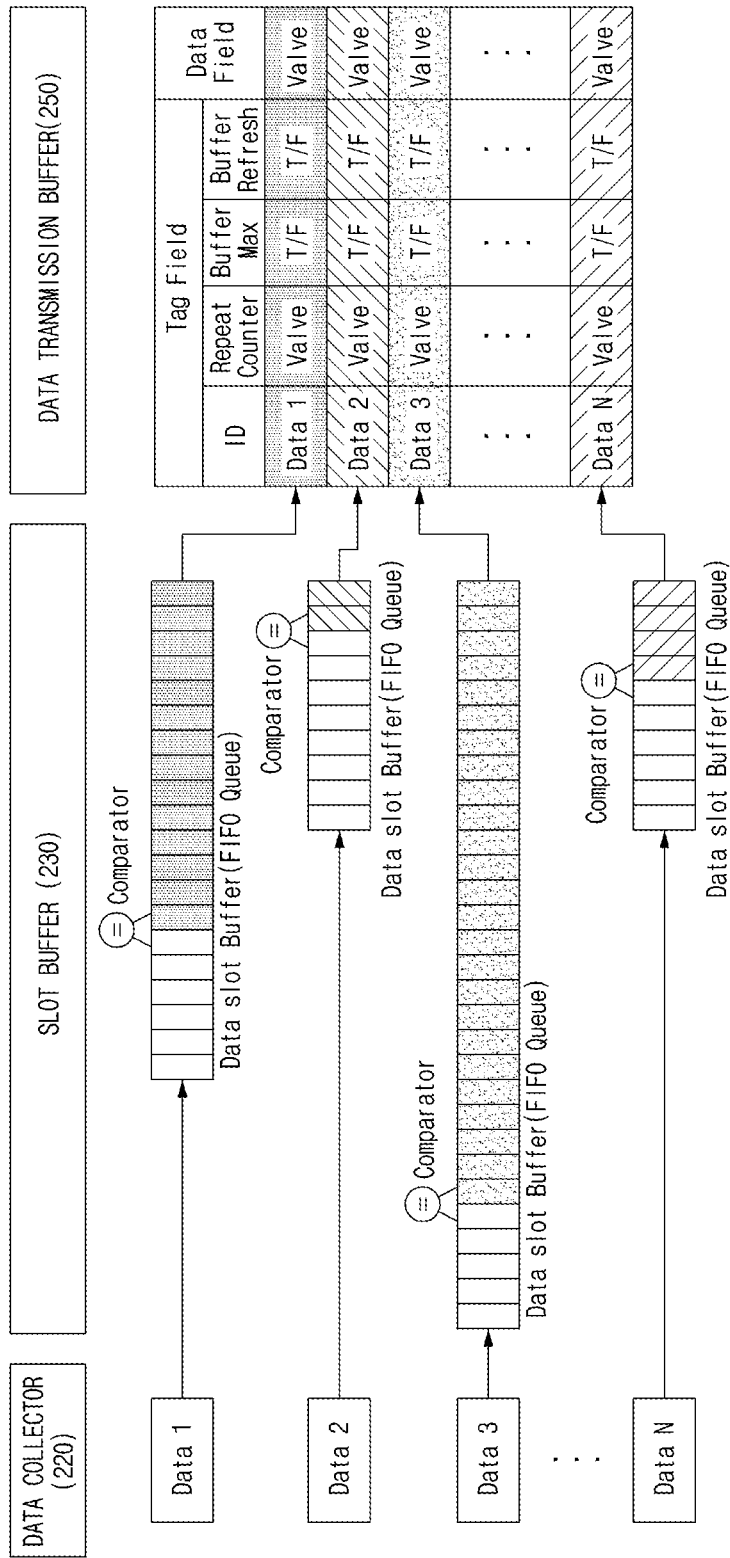 DATA COLLECTOR
(220)
SLOT BUFFER (230)
DATA TRANSMISSION BUFFER(250)
Data 1
Comparator
=
Data slot Buffer(FIFO Queue)
Data 2
Comparator
=
Data slot Buffer(FIFO Queue)
Data 3
Comparator
=
Data slot Buffer(FIFO Queue)
. . .
Data N
Comparator
=
Data slot Buffer(FIFO Queue)
Tag Field
Data
Field
ID
Repeat
Counter
Buffer
Max
Buffer
Refresh
Data 1 Valve T/F T/F Valve
Data 2 Valve T/F T/F Valve
Data 3 Valve T/F T/F Valve
. . . . . . . . . . . . . . .
Data N Valve T/F T/F Valve